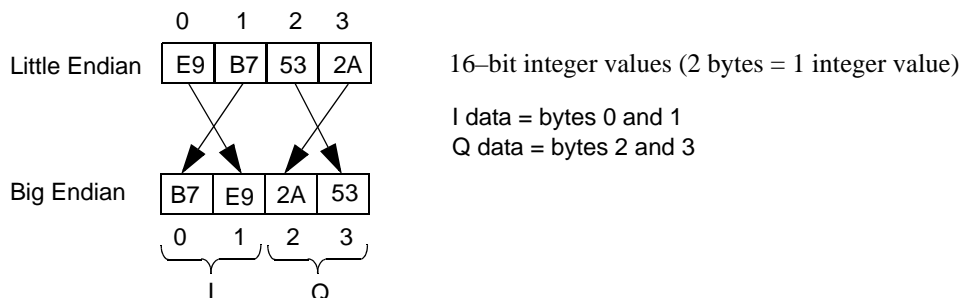 0 1 2 3
Little Endian E9 B7 53 2A
16–bit integer values (2 bytes = 1 integer value)
I data = bytes 0 and 1
Q data = bytes 2 and 3
Big Endian B7 E9 2A 53
0 1 2 3
I Q